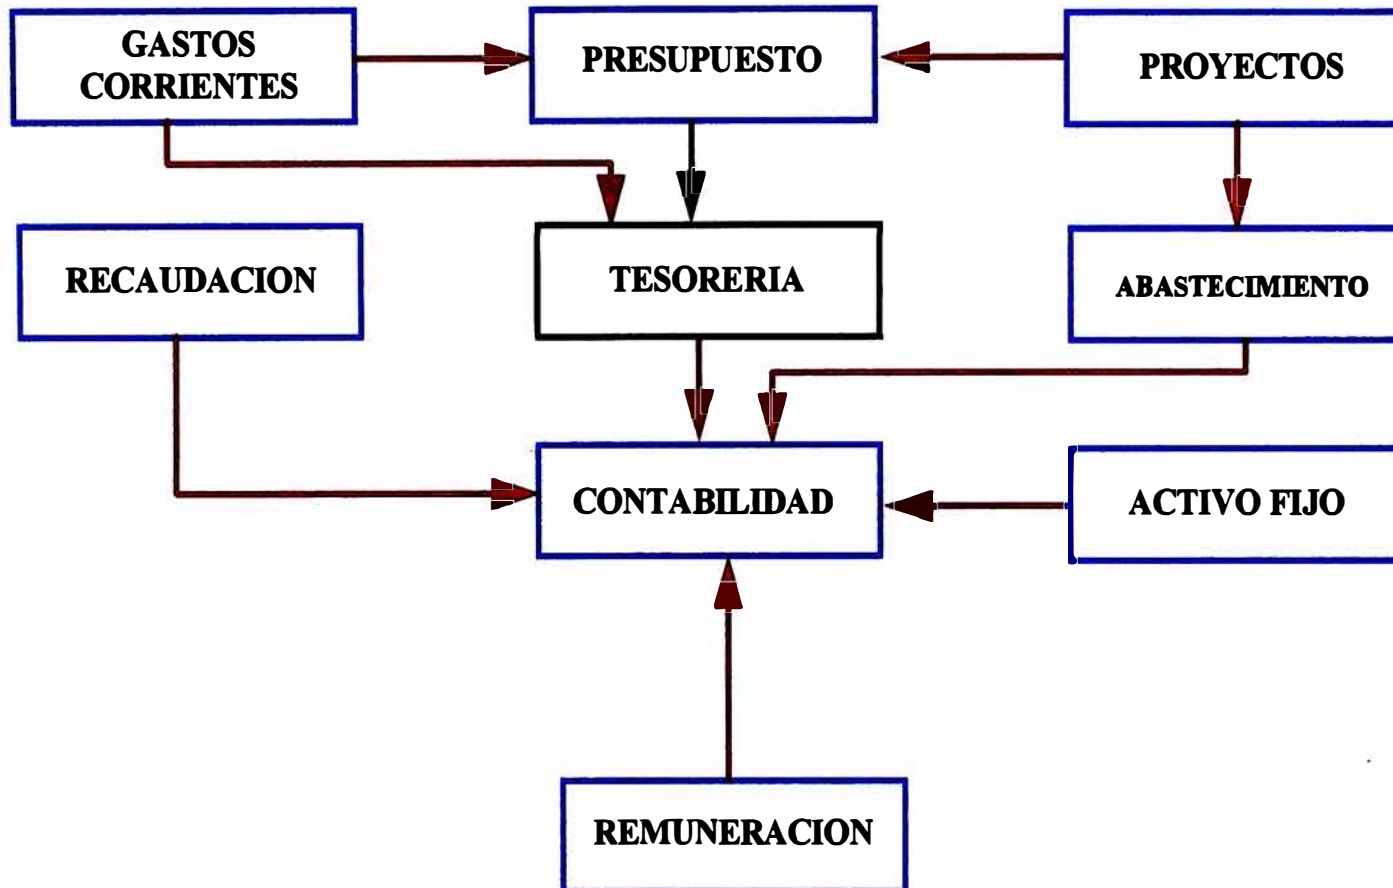 GASTOS
CORRIENTES
PRESUPUESTO
PROYECTOS
RECAUDACION
TESORERIA
ABASTECIMIENTO
CONTABILIDAD
ACTIVO FIJO
REMUNERACION